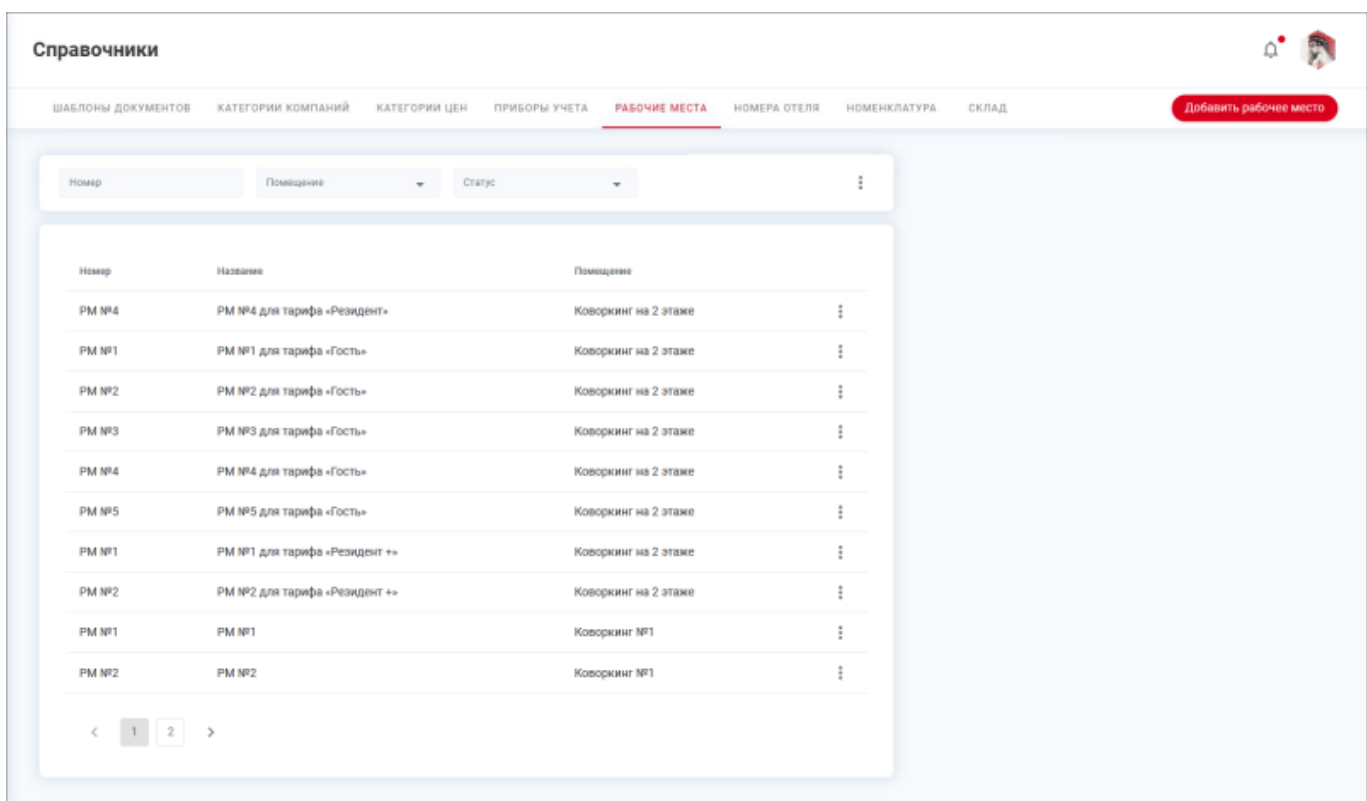 Справочники
ШАБЛОНЫ ДОКУМЕНТОВ КАТЕГОРИИ КОМПАНИЙ КАТЕГОРИИ ЦЕН ПРИБОРЫ УЧЕТА РАБОЧИЕ МЕСТА НОМЕРА ОТЕЛЯ НОМЕНКЛАТУРА СКЛАД Добавить рабочее место
Номер Помещение Статус
Номер Название Помещение
РМ №4 РМ №4 для тарифа «Резидент» Коворкинг на 2 этаже
РМ №1 РМ №1 для тарифа «Гость» Коворкинг на 2 этаже
РМ №2 РМ №2 для тарифа «Гость» Коворкинг на 2 этаже
РМ №3 РМ №3 для тарифа «Гость» Коворкинг на 2 этаже
РМ №4 РМ №4 для тарифа «Гость» Коворкинг на 2 этаже
РМ №5 РМ №5 для тарифа «Гость» Коворкинг на 2 этаже
РМ №1 РМ №1 для тарифа «Резидент +» Коворкинг на 2 этаже
РМ №2 РМ №2 для тарифа «Резидент +» Коворкинг на 2 этаже
РМ №1 РМ №1 Коворкинг №1
РМ №2 РМ №2 Коворкинг №1
< 1 2 >